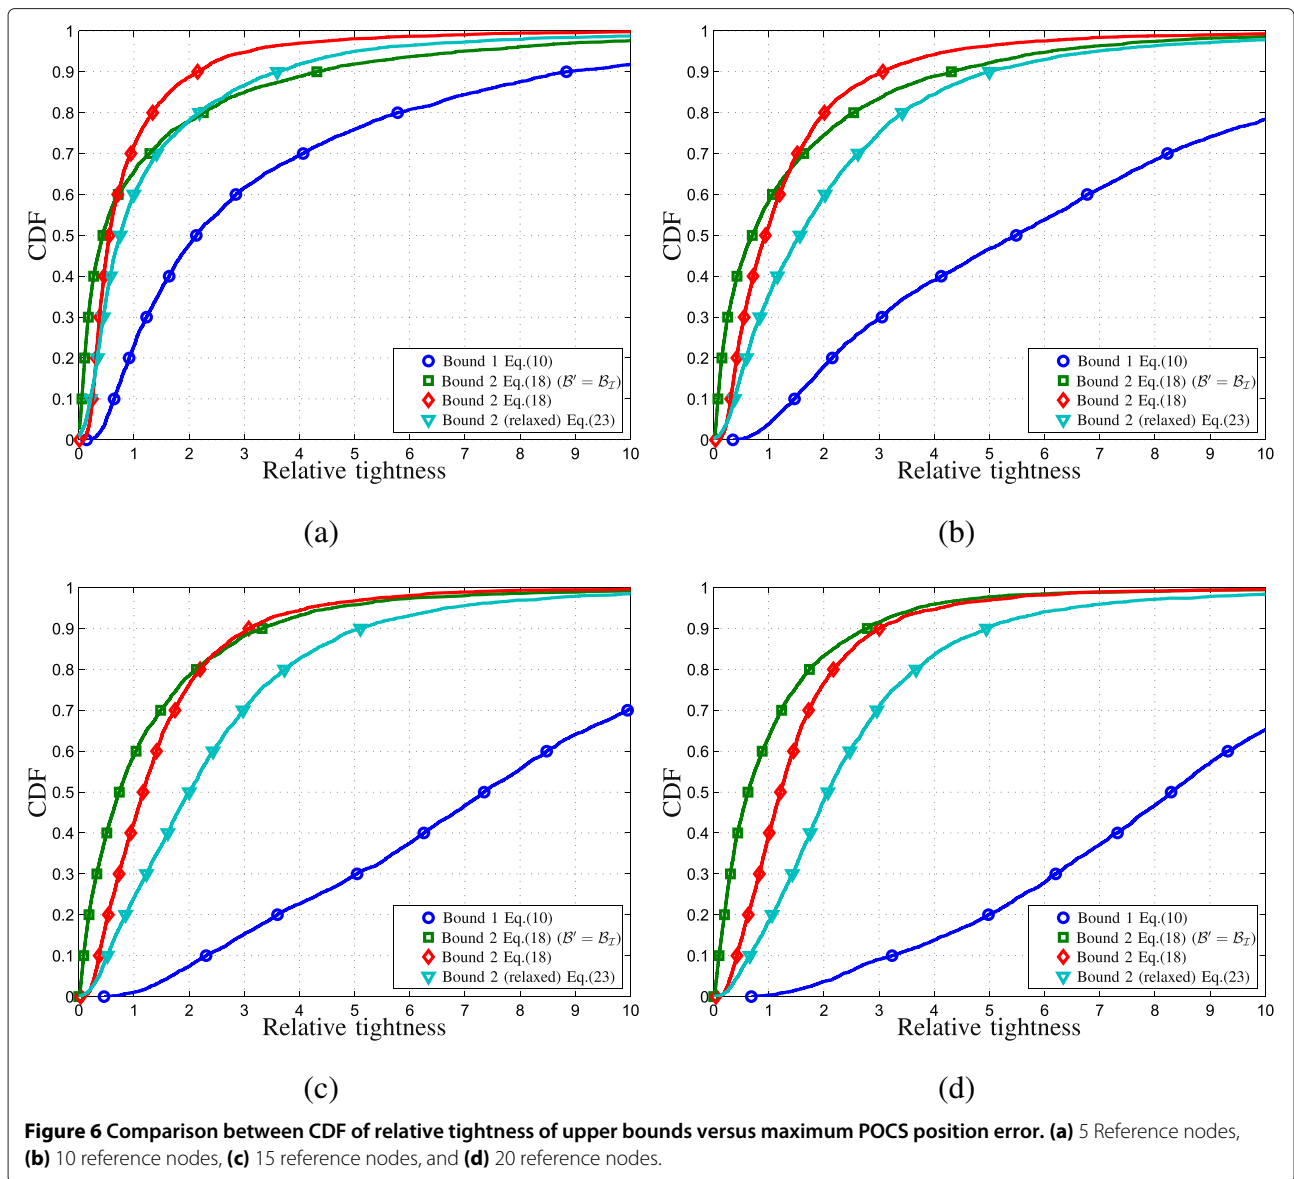 1
0.9
0.8
0.7
0.6
0.5
0.4
0.3
0.2
0.1
0
CDF
0 1 2 3 4 5 6 7 8 9 10
Relative tightness
Bound 1 Eq.(10)
Bound 2 Eq.(18) (ℬ′ = ℬ_ℐ)
Bound 2 Eq.(18)
Bound 2 (relaxed) Eq.(23)
(a)
1
0.9
0.8
0.7
0.6
0.5
0.4
0.3
0.2
0.1
0
CDF
0 1 2 3 4 5 6 7 8 9 10
Relative tightness
Bound 1 Eq.(10)
Bound 2 Eq.(18) (ℬ′ = ℬ_ℐ)
Bound 2 Eq.(18)
Bound 2 (relaxed) Eq.(23)
(b)
1
0.9
0.8
0.7
0.6
0.5
0.4
0.3
0.2
0.1
0
CDF
0 1 2 3 4 5 6 7 8 9 10
Relative tightness
Bound 1 Eq.(10)
Bound 2 Eq.(18) (ℬ′ = ℬ_ℐ)
Bound 2 Eq.(18)
Bound 2 (relaxed) Eq.(23)
(c)
1
0.9
0.8
0.7
0.6
0.5
0.4
0.3
0.2
0.1
0
CDF
0 1 2 3 4 5 6 7 8 9 10
Relative tightness
Bound 1 Eq.(10)
Bound 2 Eq.(18) (ℬ′ = ℬ_ℐ)
Bound 2 Eq.(18)
Bound 2 (relaxed) Eq.(23)
(d)
Figure 6 Comparison between CDF of relative tightness of upper bounds versus maximum POCS position error. (a) 5 Reference nodes,
(b) 10 reference nodes, (c) 15 reference nodes, and (d) 20 reference nodes.